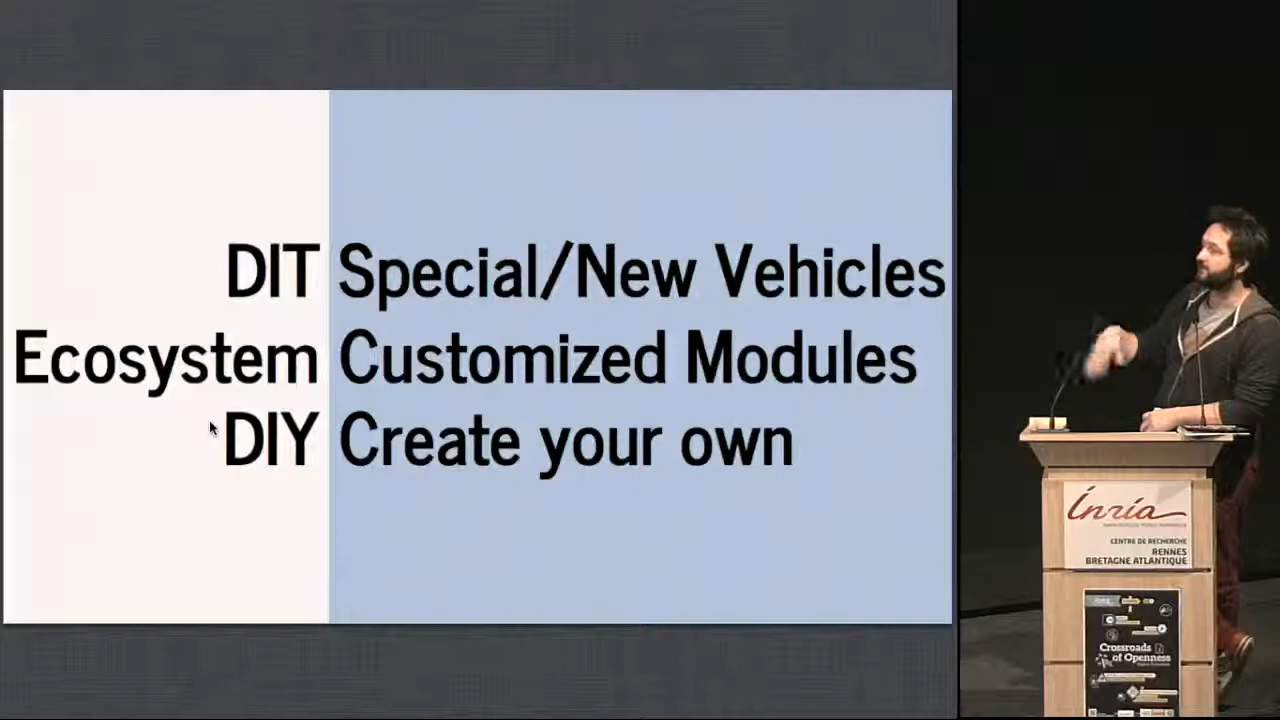 DIT Special/New Vehicles
Ecosystem Customized Modules
DIY Create your own
Inria
CENTRE DE RECHERCHE
RENNES
BRETAGNE ATLANTIQUE
Crossroads
of Openness